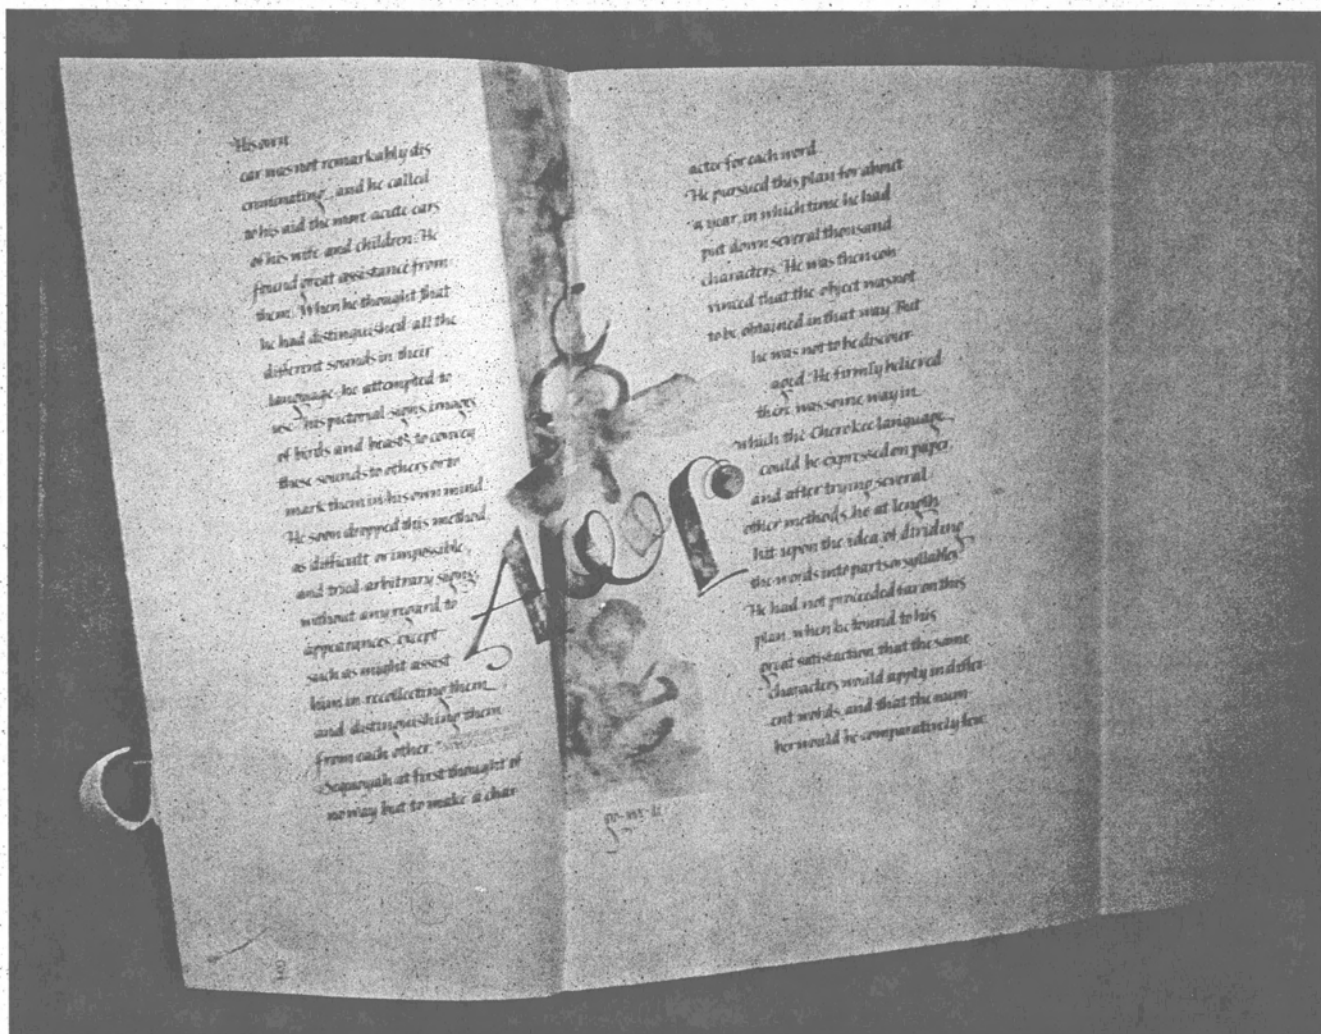 His own
ear was not remarkably dis
criminating, and he called
to his aid the more acute ears
of his wife and children. He
found great assistance from
them. When he thought that
he had distinguished all the
different sounds in their
language, he attempted to
use his pictorial signs, images
of birds and beasts, to convey
these sounds to others or to
mark them in his own mind.
He soon dropped this method,
as difficult or impossible,
and tried arbitrary signs,
without any regard to
appearances, except
such as might assist
him in recollecting them
and distinguishing them
from each other.
Sequoyah at first thought of
no way but to make a char
acter for each word.
He pursued this plan for about
a year, in which time he had
put down several thousand
characters. He was then con
vinced that the object was not
to be obtained in that way. But
he was not to be discour-
aged. He firmly believed
there was some way in
which the Cherokee language
could be expressed on paper,
and after trying several
other methods, he at length
hit upon the idea of dividing
the words into parts or syllables.
He had not proceeded far on this
plan, when he found to his
great satisfaction, that the same
characters would apply in differ-
ent words, and that the num-
ber would be comparatively few.